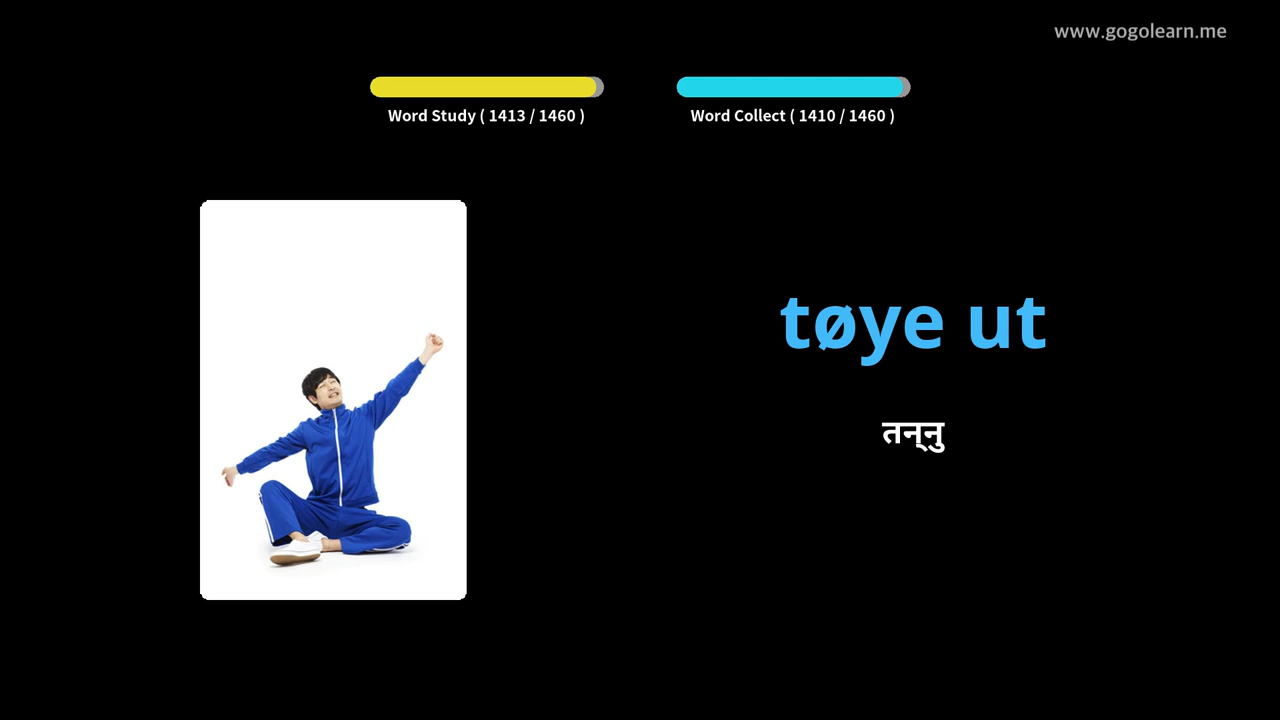 www.gogolearn.me
Word Study ( 1413 / 1460 )
Word Collect ( 1410 / 1460 )
tøye ut
तन्‌नु